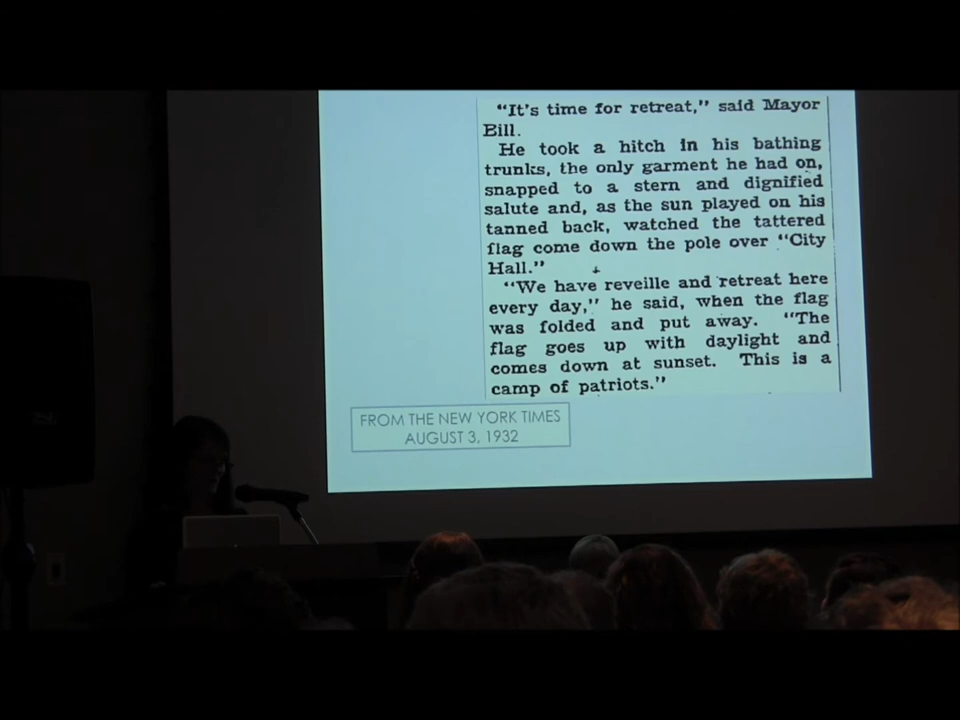 "It's time for retreat," said Mayor
Bill.
He took a hitch in his bathing
trunks, the only garment he had on,
snapped to a stern and dignified
salute and, as the sun played on his
tanned back, watched the tattered
flag come down the pole over "City
Hall."
"We have reveille and retreat here
every day," he said, when the flag
was folded and put away. "The
flag goes up with daylight and
comes down at sunset. This is a
camp of patriots."
FROM THE NEW YORK TIMES
AUGUST 3, 1932